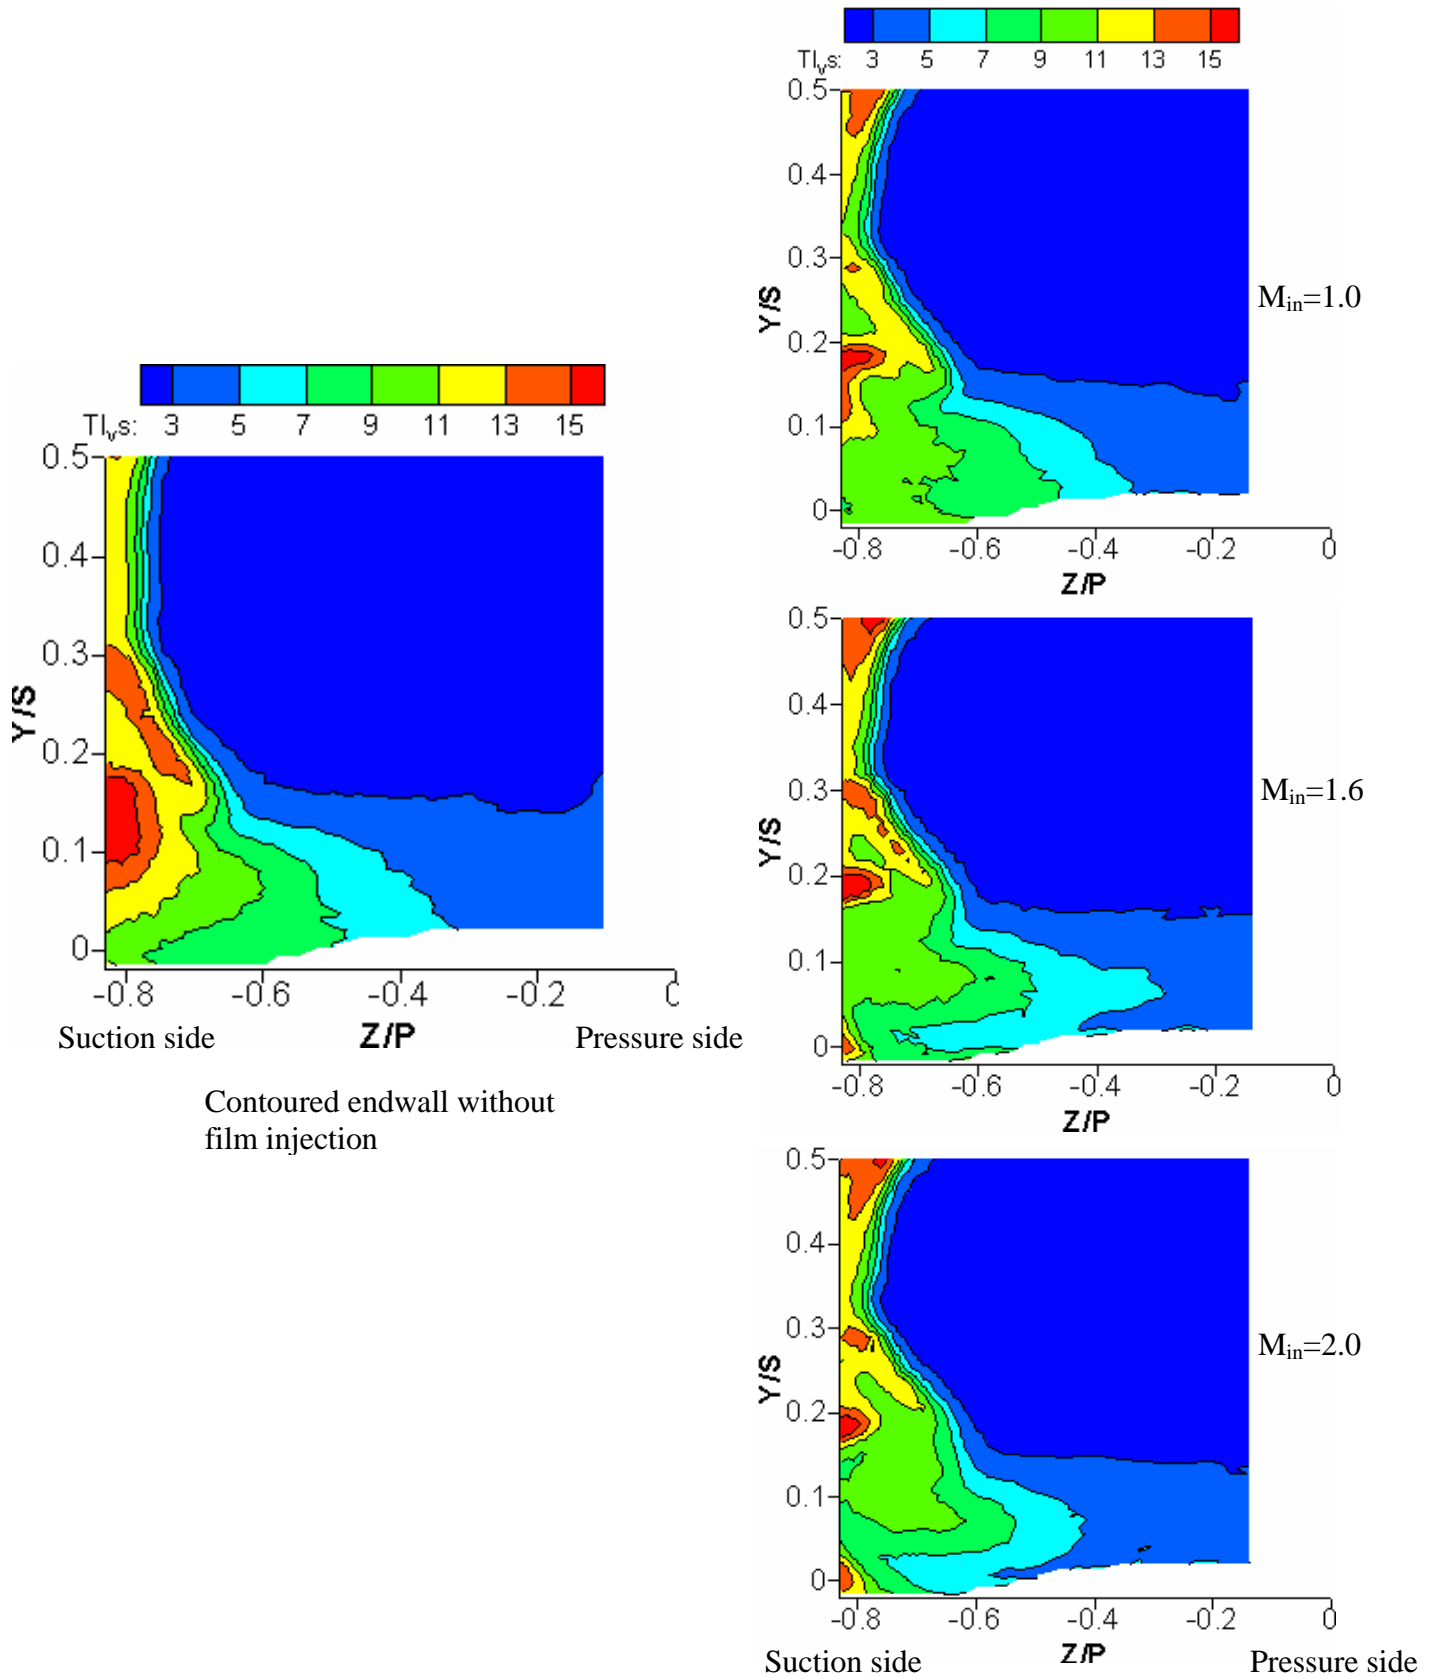 TI_vs: 3 5 7 9 11 13 15
0.5
0.4
0.3
0.2
0.1
0
Y/S
-0.8 -0.6 -0.4 -0.2 0
Z/P
M_in=1.0
TI_vs: 3 5 7 9 11 13 15
0.5
0.4
0.3
0.2
0.1
0
Y/S
-0.8 -0.6 -0.4 -0.2 0
Suction side Z/P Pressure side
Contoured endwall without
film injection
0.5
0.4
0.3
0.2
0.1
0
Y/S
-0.8 -0.6 -0.4 -0.2 0
Z/P
M_in=1.6
0.5
0.4
0.3
0.2
0.1
0
Y/S
-0.8 -0.6 -0.4 -0.2 0
Suction side Z/P Pressure side
M_in=2.0